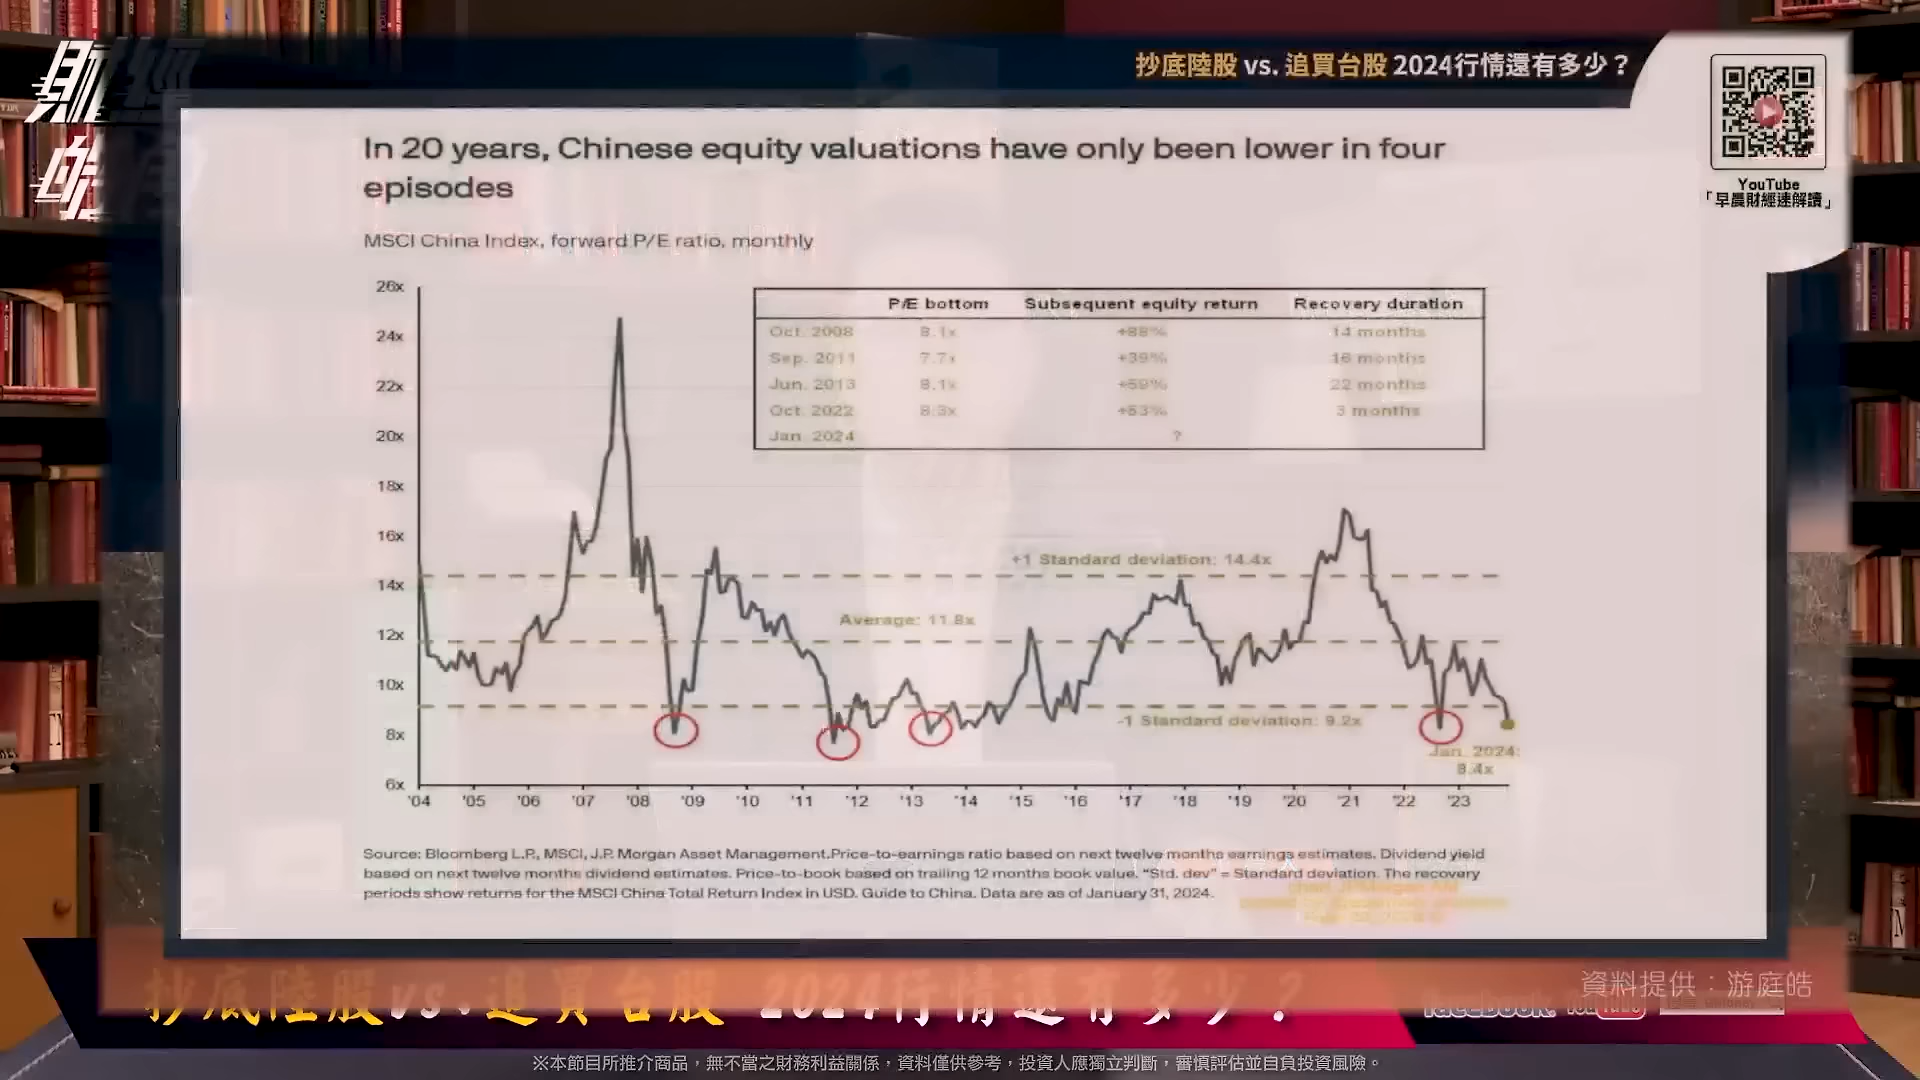 財經
抄底陸股 vs. 追買台股 2024行情還有多少？
YouTube
「早晨財經速解讀」
In 20 years, Chinese equity valuations have only been lower in four
episodes
MSCI China Index, forward P/E ratio, monthly
P/E bottom Subsequent equity return Recovery duration
Oct. 2008 8.1x +88% 14 months
Sep. 2011 7.7x +39% 16 months
Jun. 2013 8.1x +59% 22 months
Oct. 2022 8.3x +53% 3 months
Jan. 2024 ?
26x
24x
22x
20x
18x
16x
14x
12x
10x
8x
6x
+1 Standard deviation: 14.4x
Average: 11.8x
-1 Standard deviation: 9.2x
Jan. 2024:
8.4x
'04 '05 '06 '07 '08 '09 '10 '11 '12 '13 '14 '15 '16 '17 '18 '19 '20 '21 '22 '23
Source: Bloomberg L.P., MSCI, J.P. Morgan Asset Management.Price-to-earnings ratio based on next twelve months earnings estimates. Dividend yield
based on next twelve months dividend estimates. Price-to-book based on trailing 12 months book value. "Std. dev" = Standard deviation. The recovery
periods show returns for the MSCI China Total Return Index in USD. Guide to China. Data are as of January 31, 2024.
資料提供：游庭皓
抄底陸股vs.追買台股 2024行情還有多少？
facebook YouTube
※本節目所推介商品，無不當之財務利益關係，資料僅供參考，投資人應獨立判斷，審慎評估並自負投資風險。